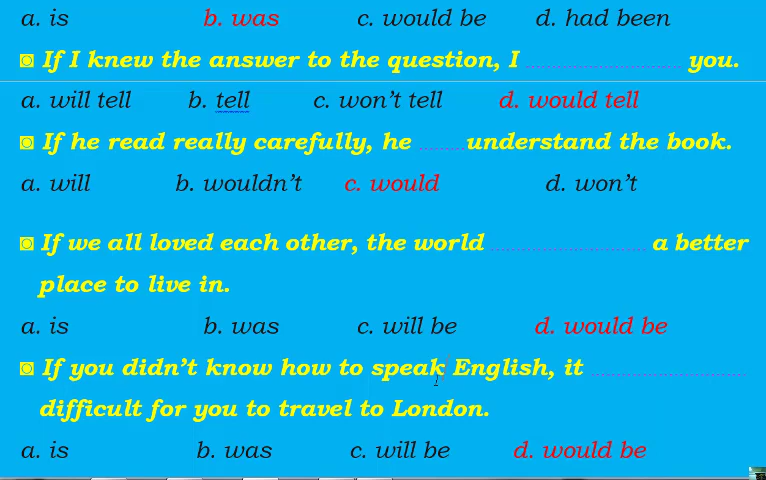 a. is b. was c. would be d. had been
◙ If I knew the answer to the question, I ........................ you.
a. will tell b. tell c. won't tell d. would tell
◙ If he read really carefully, he ....... understand the book.
a. will b. wouldn't c. would d. won't
◙ If we all loved each other, the world ........................ a better
place to live in.
a. is b. was c. will be d. would be
◙ If you didn't know how to speak English, it ........................
difficult for you to travel to London.
a. is b. was c. will be d. would be